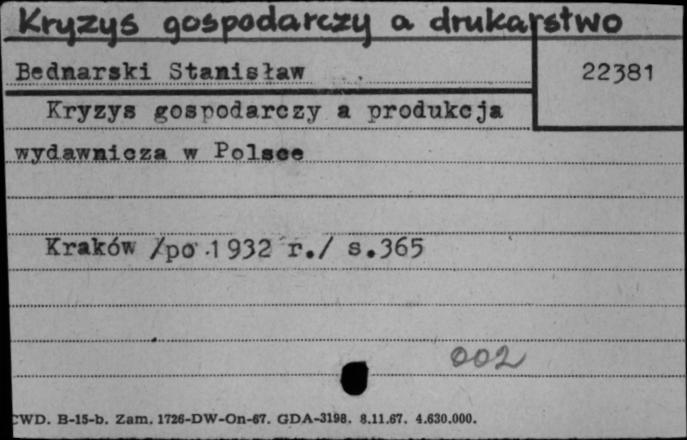 Kryzys gospodarczy a drukarstwo
Bednarski Stanisław
22381
Kryzys gospodarczy a produkcja
wydawnicza w Polsce
Kraków /po 1932 r./ s.365
002
CWD. B-15-b. Zam. 1726-DW-On-67. GDA-3198. 8.11.67. 4.630.000.